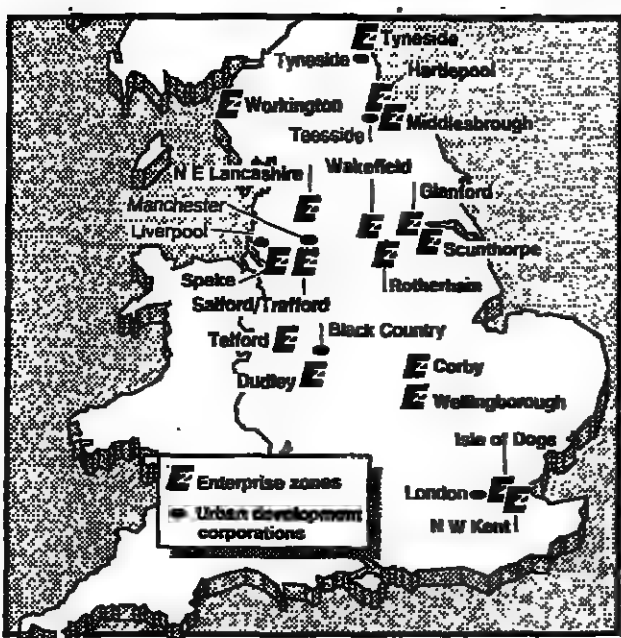 Tyneside
Tyneside
Hartlepool
Workington
Middlesbrough
Teesside
N E Lancashire
Wakefield
Glanford
Manchester
Liverpool
Scunthorpe
Speke
Rotherham
Salford/Trafford
Black Country
Telford
Dudley
Corby
Wellingborough
Isle of Dogs
London
N W Kent
E Enterprise zones
Urban development
corporations